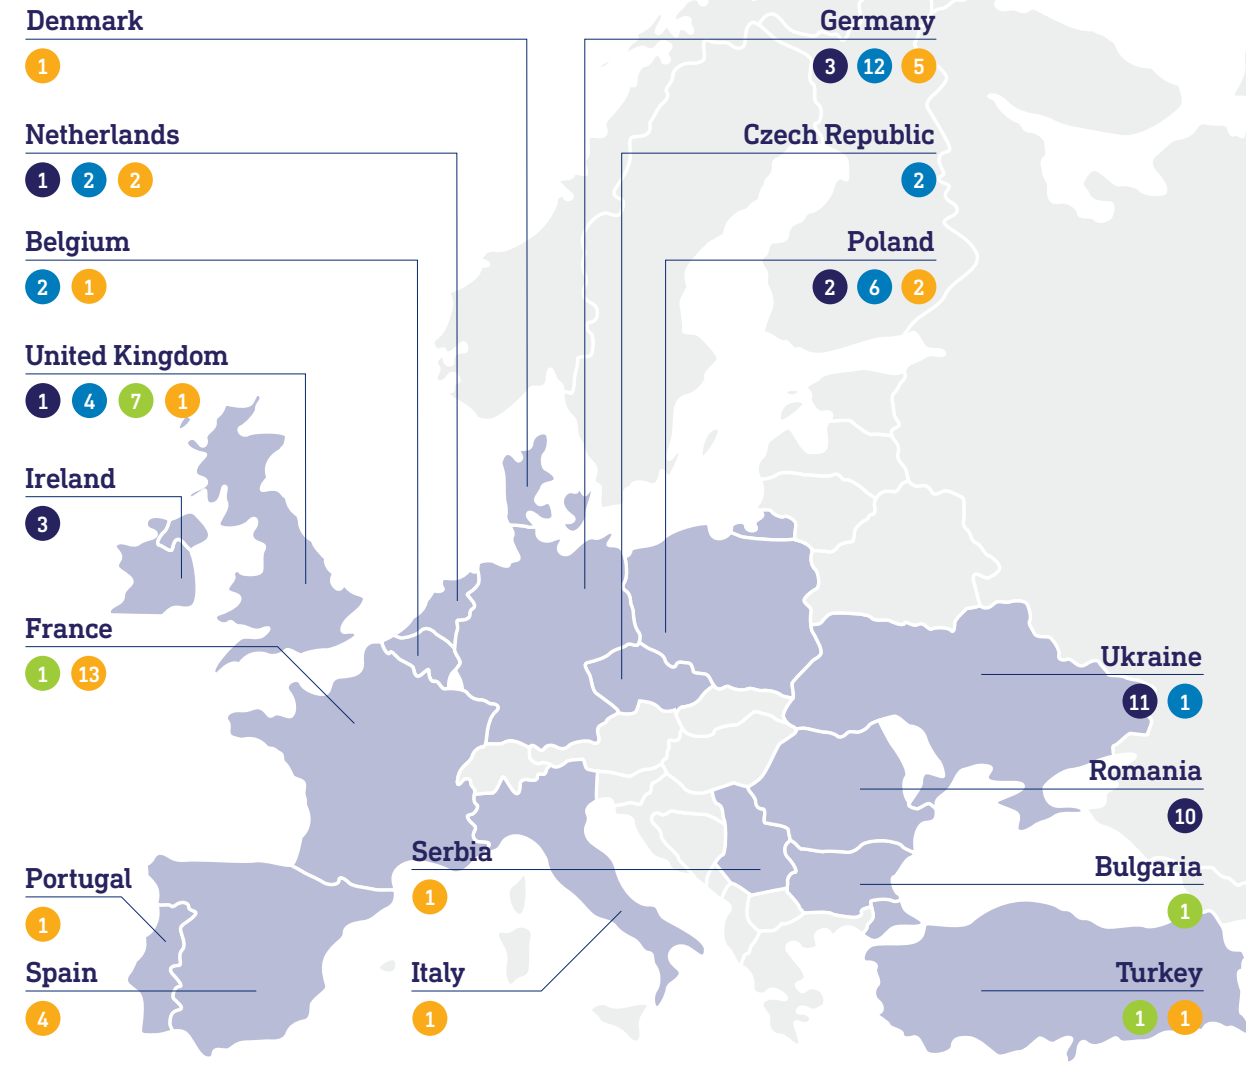 Denmark
1
Netherlands
1 2 2
Belgium
2 1
United Kingdom
1 4 7 1
Ireland
3
France
1 13
Portugal
1
Spain
4
Serbia
1
Italy
1
Germany
3 12 5
Czech Republic
2
Poland
2 6 2
Ukraine
11 1
Romania
10
Bulgaria
1
Turkey
1 1